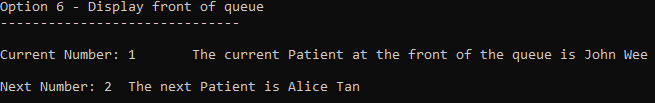 Option 6 - Display front of queue
------------------------------
Current Number: 1       The current Patient at the front of the queue is John Wee
Next Number: 2  The next Patient is Alice Tan